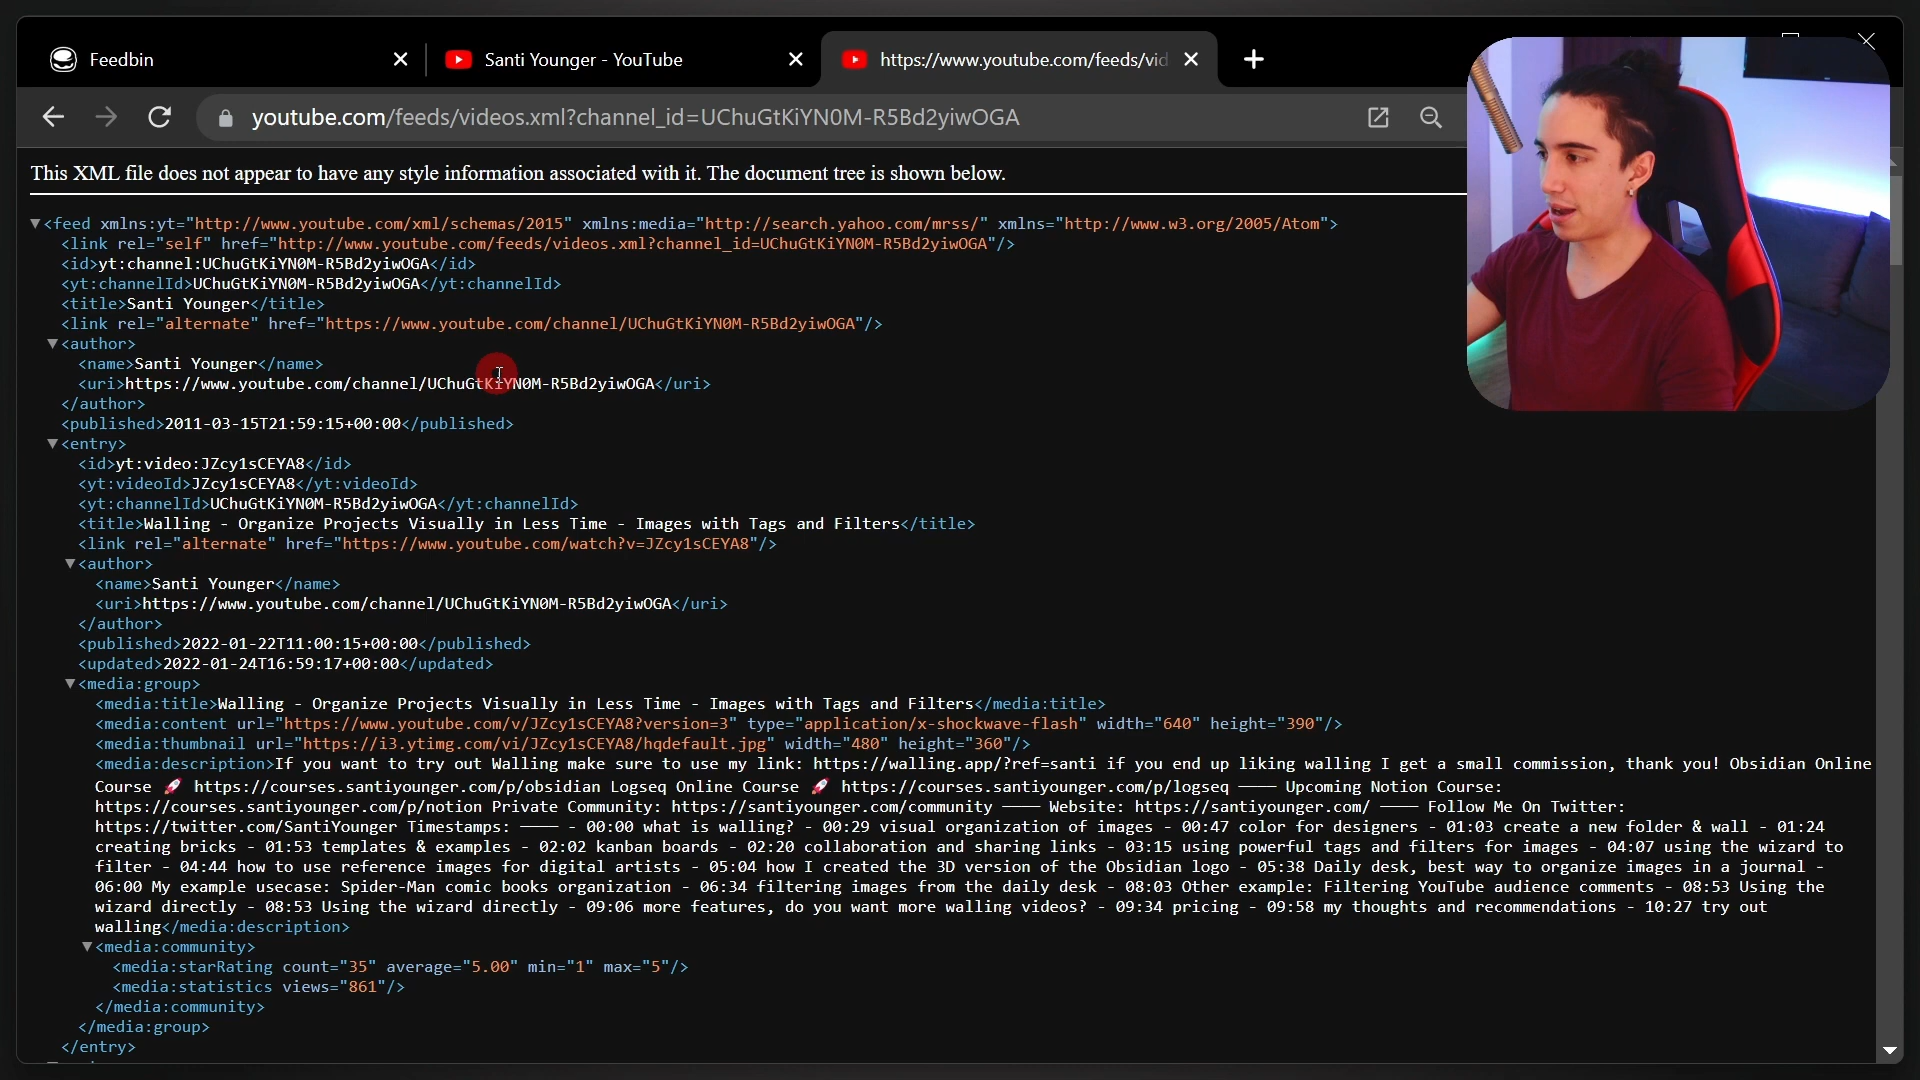 Feedbin
Santi Younger - YouTube
https://www.youtube.com/feeds/vid
youtube.com/feeds/videos.xml?channel_id=UChuGtKiYN0M-R5Bd2yiwOGA
This XML file does not appear to have any style information associated with it. The document tree is shown below.
▼<feed xmlns:yt="http://www.youtube.com/xml/schemas/2015" xmlns:media="http://search.yahoo.com/mrss/" xmlns="http://www.w3.org/2005/Atom">
<link rel="self" href="http://www.youtube.com/feeds/videos.xml?channel_id=UChuGtKiYN0M-R5Bd2yiwOGA"/>
<id>yt:channel:UChuGtKiYN0M-R5Bd2yiwOGA</id>
<yt:channelId>UChuGtKiYN0M-R5Bd2yiwOGA</yt:channelId>
<title>Santi Younger</title>
<link rel="alternate" href="https://www.youtube.com/channel/UChuGtKiYN0M-R5Bd2yiwOGA"/>
▼<author>
<name>Santi Younger</name>
<uri>https://www.youtube.com/channel/UChuGtKiYN0M-R5Bd2yiwOGA</uri>
</author>
<published>2011-03-15T21:59:15+00:00</published>
▼<entry>
<id>yt:video:JZcy1sCEYA8</id>
<yt:videoId>JZcy1sCEYA8</yt:videoId>
<yt:channelId>UChuGtKiYN0M-R5Bd2yiwOGA</yt:channelId>
<title>Walling - Organize Projects Visually in Less Time - Images with Tags and Filters</title>
<link rel="alternate" href="https://www.youtube.com/watch?v=JZcy1sCEYA8"/>
▼<author>
<name>Santi Younger</name>
<uri>https://www.youtube.com/channel/UChuGtKiYN0M-R5Bd2yiwOGA</uri>
</author>
<published>2022-01-22T11:00:15+00:00</published>
<updated>2022-01-24T16:59:17+00:00</updated>
▼<media:group>
<media:title>Walling - Organize Projects Visually in Less Time - Images with Tags and Filters</media:title>
<media:content url="https://www.youtube.com/v/JZcy1sCEYA8?version=3" type="application/x-shockwave-flash" width="640" height="390"/>
<media:thumbnail url="https://i3.ytimg.com/vi/JZcy1sCEYA8/hqdefault.jpg" width="480" height="360"/>
<media:description>If you want to try out Walling make sure to use my link: https://walling.app/?ref=santi if you end up liking walling I get a small commission, thank you! Obsidian Online
Course 🚀 https://courses.santiyounger.com/p/obsidian Logseq Online Course 🚀 https://courses.santiyounger.com/p/logseq ──── Upcoming Notion Course:
https://courses.santiyounger.com/p/notion Private Community: https://santiyounger.com/community ──── Website: https://santiyounger.com/ ──── Follow Me On Twitter:
https://twitter.com/SantiYounger Timestamps: ──── - 00:00 what is walling? - 00:29 visual organization of images - 00:47 color for designers - 01:03 create a new folder & wall - 01:24
creating bricks - 01:53 templates & examples - 02:02 kanban boards - 02:20 collaboration and sharing links - 03:15 using powerful tags and filters for images - 04:07 using the wizard to
filter - 04:44 how to use reference images for digital artists - 05:04 how I created the 3D version of the Obsidian logo - 05:38 Daily desk, best way to organize images in a journal -
06:00 My example usecase: Spider-Man comic books organization - 06:34 filtering images from the daily desk - 08:03 Other example: Filtering YouTube audience comments - 08:53 Using the
wizard directly - 08:53 Using the wizard directly - 09:06 more features, do you want more walling videos? - 09:34 pricing - 09:58 my thoughts and recommendations - 10:27 try out
walling</media:description>
▼<media:community>
<media:starRating count="35" average="5.00" min="1" max="5"/>
<media:statistics views="861"/>
</media:community>
</media:group>
</entry>